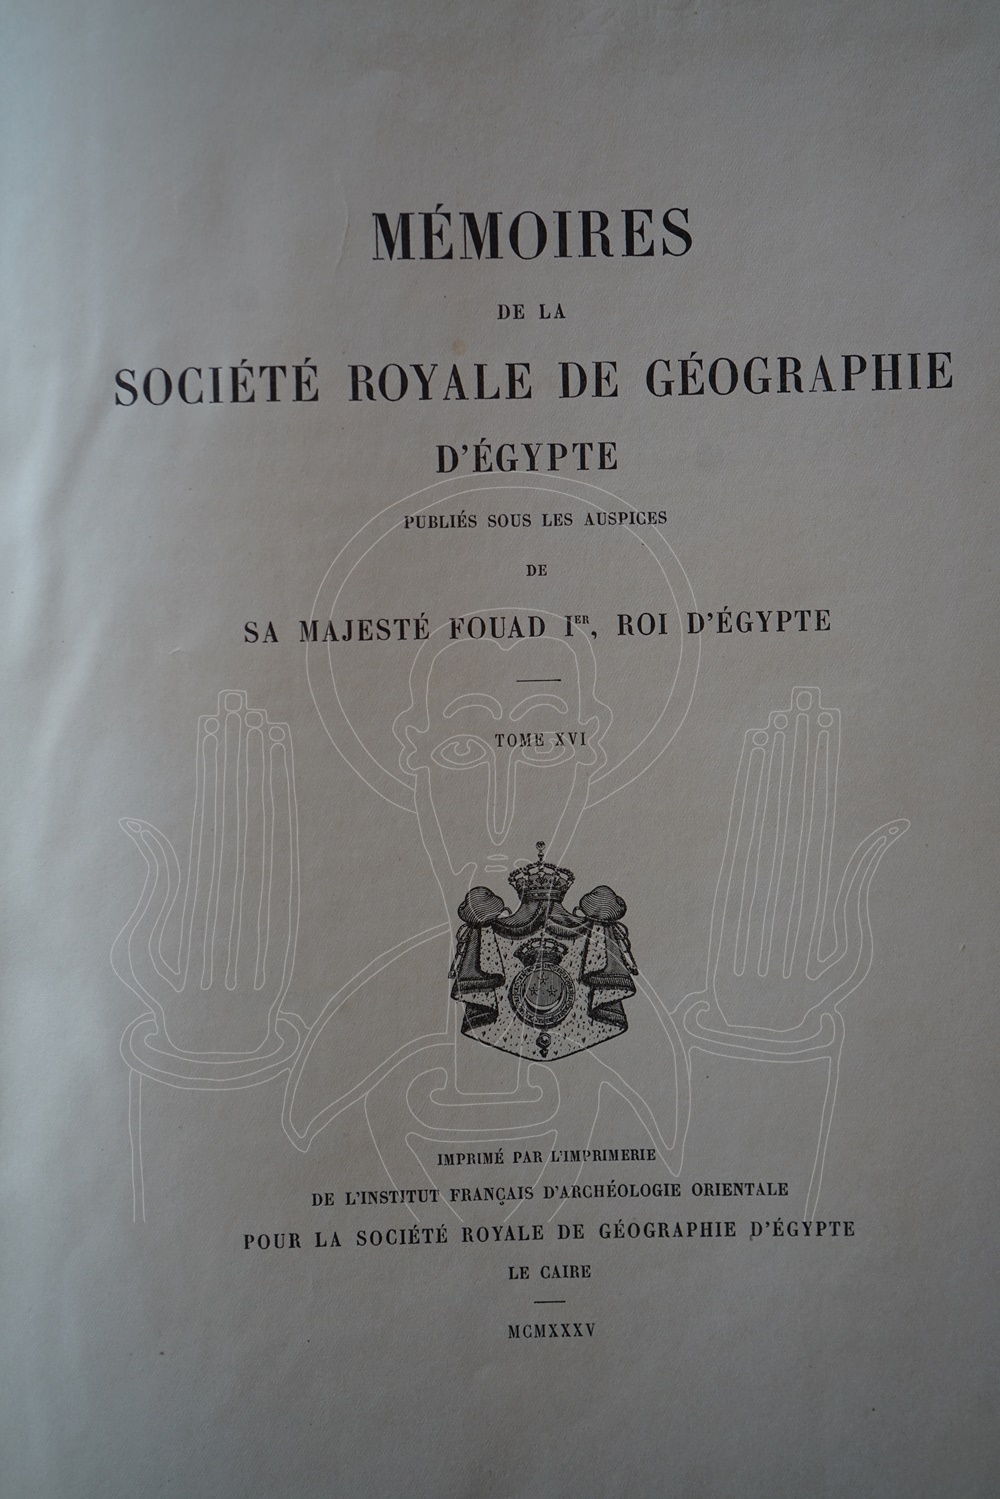 MÉMOIRES
DE LA
SOCIÉTÉ ROYALE DE GÉOGRAPHIE
D'ÉGYPTE
PUBLIÉS SOUS LES AUSPICES
DE
SA MAJESTÉ FOUAD IER, ROI D'ÉGYPTE
TOME XVI
IMPRIMÉ PAR L'IMPRIMERIE
DE L'INSTITUT FRANÇAIS D'ARCHÉOLOGIE ORIENTALE
POUR LA SOCIÉTÉ ROYALE DE GÉOGRAPHIE D'ÉGYPTE
LE CAIRE
MCMXXXV